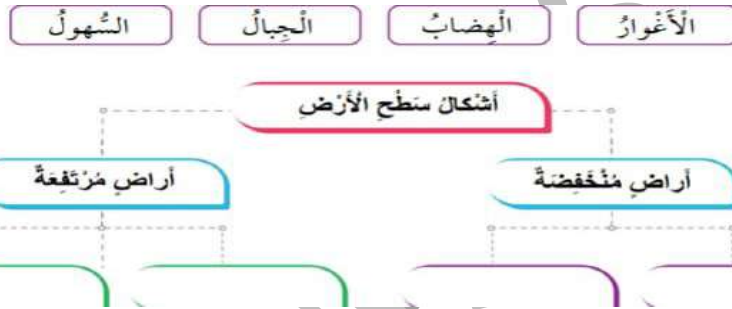 الْأَغْوارُ الْهِضابُ الْجِبالُ السُّهولُ
أَشْكالُ سَطْحِ الْأَرْضِ
أَراضٍ مُنْخَفِضَةٌ أَراضٍ مُرْتَفِعَةٌ